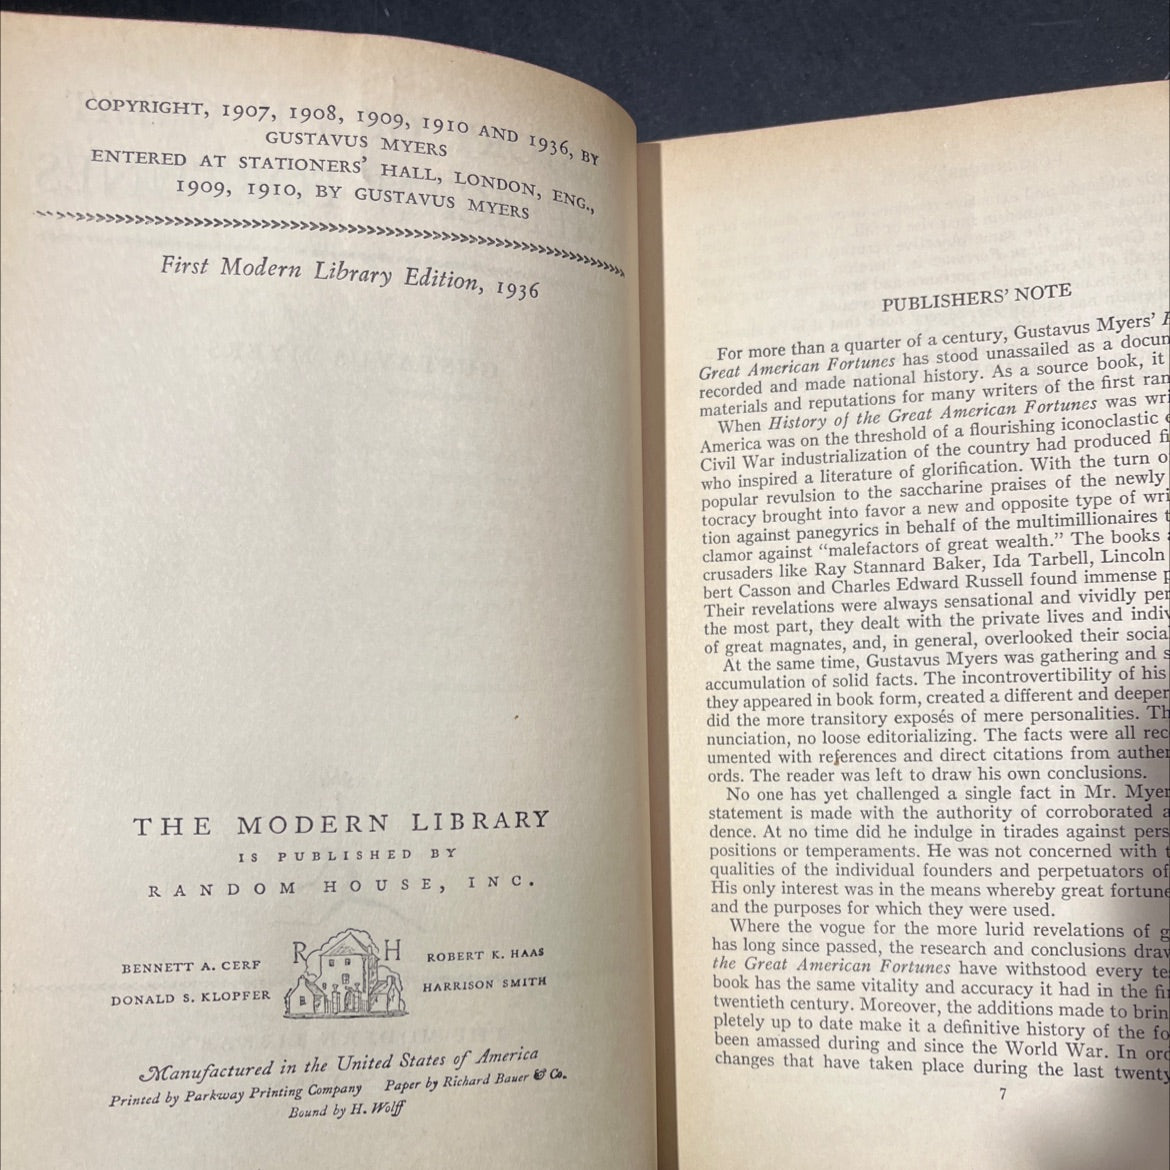 COPYRIGHT, 1907, 1908, 1909, 1910 AND 1936, BY
GUSTAVUS MYERS
ENTERED AT STATIONERS' HALL, LONDON, ENG.,
1909, 1910, BY GUSTAVUS MYERS
First Modern Library Edition, 1936
THE MODERN LIBRARY
IS PUBLISHED BY
RANDOM HOUSE, INC.
R H
BENNETT A. CERF
DONALD S. KLOPFER
ROBERT K. HAAS
HARRISON SMITH
Manufactured in the United States of America
Printed by Parkway Printing Company Paper by Richard Bauer & Co.
Bound by H. Wolff
PUBLISHERS' NOTE
For more than a quarter of a century, Gustavus Myers'
Great American Fortunes has stood unassailed as a docum
recorded and made national history. As a source book, it
materials and reputations for many writers of the first ran
When History of the Great American Fortunes was wri
America was on the threshold of a flourishing iconoclastic
Civil War industrialization of the country had produced fi
who inspired a literature of glorification. With the turn o
popular revulsion to the saccharine praises of the newly
tocracy brought into favor a new and opposite type of wri
tion against panegyrics in behalf of the multimillionaires t
clamor against "malefactors of great wealth." The books
crusaders like Ray Stannard Baker, Ida Tarbell, Lincoln
bert Casson and Charles Edward Russell found immense p
Their revelations were always sensational and vividly per
the most part, they dealt with the private lives and indiv
of great magnates, and, in general, overlooked their social
At the same time, Gustavus Myers was gathering and s
accumulation of solid facts. The incontrovertibility of his
they appeared in book form, created a different and deeper
did the more transitory exposés of mere personalities. Th
nunciation, no loose editorializing. The facts were all rec
umented with references and direct citations from authen
ords. The reader was left to draw his own conclusions.
No one has yet challenged a single fact in Mr. Myer
statement is made with the authority of corroborated a
dence. At no time did he indulge in tirades against pers
positions or temperaments. He was not concerned with t
qualities of the individual founders and perpetuators of
His only interest was in the means whereby great fortune
and the purposes for which they were used.
Where the vogue for the more lurid revelations of g
has long since passed, the research and conclusions draw
the Great American Fortunes have withstood every te
book has the same vitality and accuracy it had in the fir
twentieth century. Moreover, the additions made to brin
pletely up to date make it a definitive history of the fo
been amassed during and since the World War. In ord
changes that have taken place during the last twenty
7